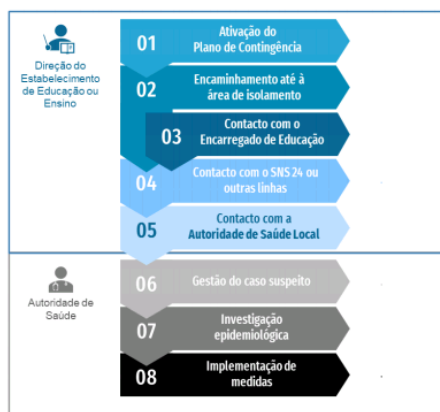 Direção do
Estabelecimento
de Educação ou
Ensino
01
Ativação do
Plano de Contingência
02
Encaminhamento até à
área de isolamento
03
Contacto com o
Encarregado de Educação
04
Contacto com o SNS 24 ou
outras linhas
05
Contacto com a
Autoridade de Saúde Local
Autoridade de
Saúde
06
Gestão do caso suspeito
07
Investigação
epidemiológica
08
Implementação de
medidas